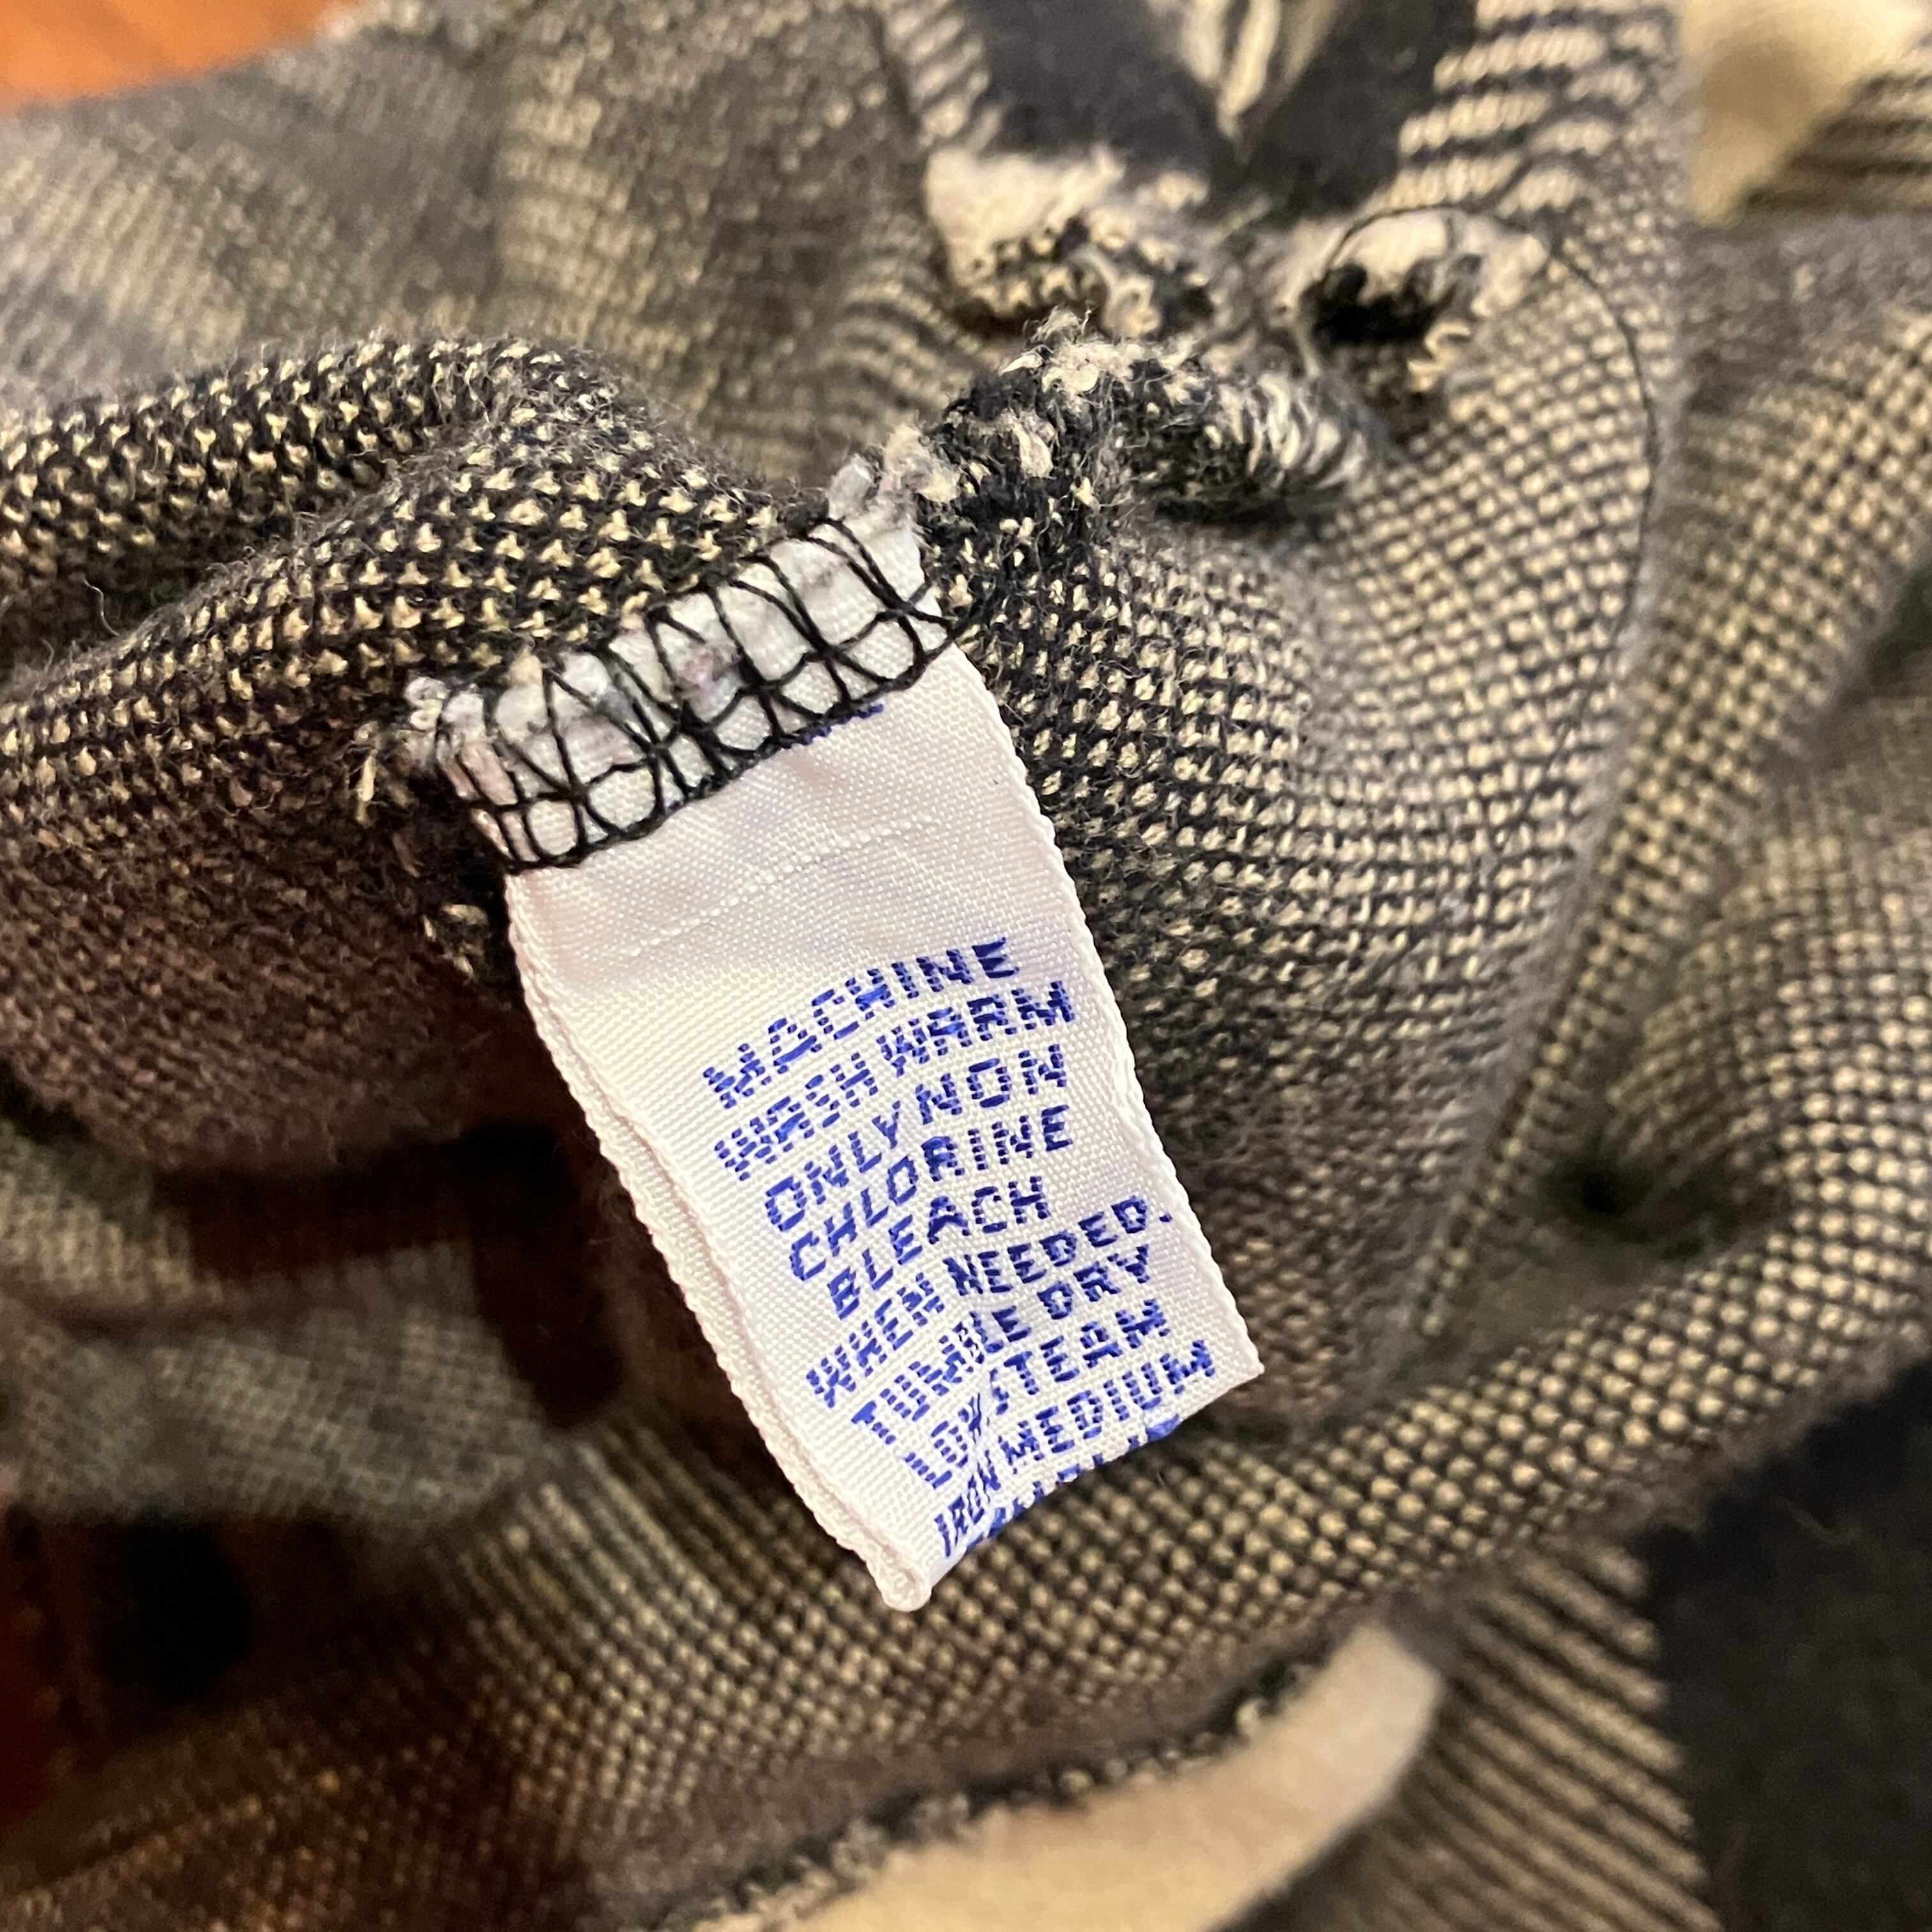 MACHINE
WASH WARM
ONLY NON
CHLORINE
BLEACH
WHEN NEEDED.
TUMBLE DRY
LOW STEAM
IRON MEDIUM